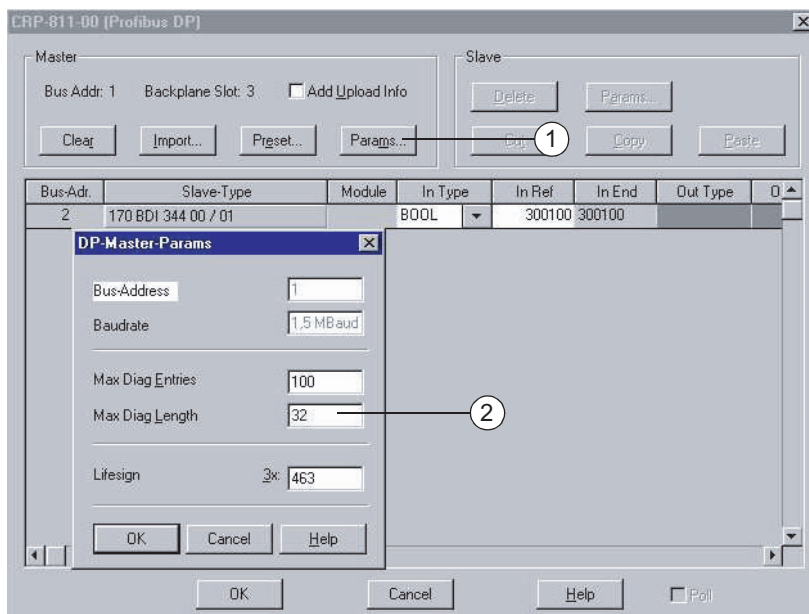 CRP-811-00 (Profibus DP)
Master
Slave
Bus Addr: 1 Backplane Slot: 3 Add Upload Info
Delete Params...
Clear Import... Preset... Params... 1 Cut Copy Paste
Bus-Adr. Slave-Type Module In Type In Ref In End Out Type O
2 170 BDI 344 00 / 01 BOOL 300100 300100
DP-Master-Params
Bus-Address 1
Baudrate 1,5 MBaud
Max Diag Entries 100
Max Diag Length 32 2
Lifesign 3x: 463
OK Cancel Help
OK Cancel Help Poll